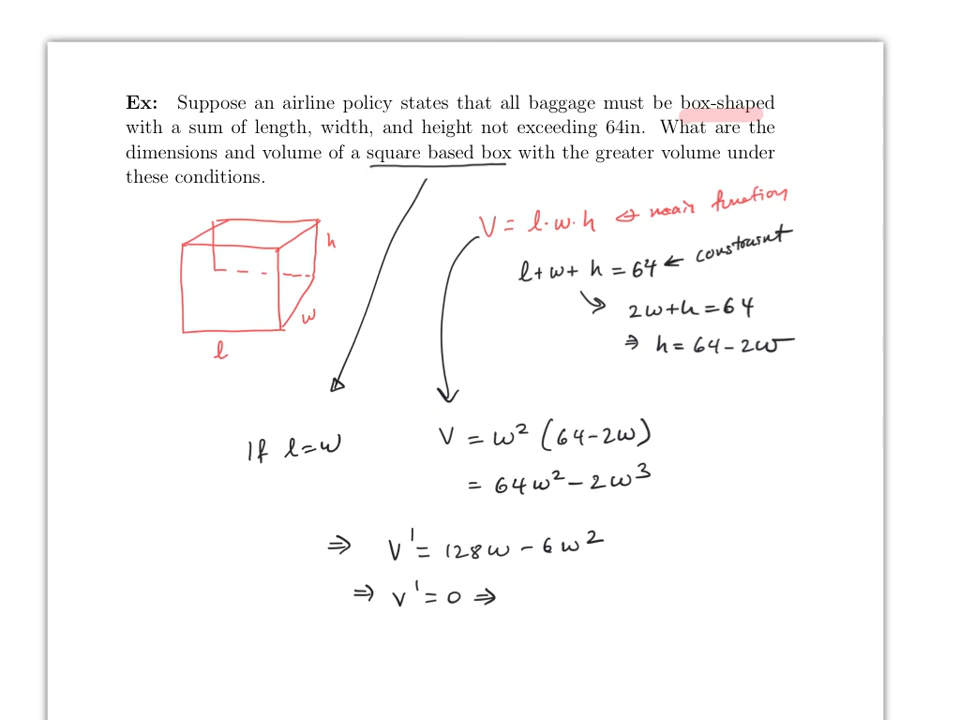 Ex: Suppose an airline policy states that all baggage must be box-shaped
with a sum of length, width, and height not exceeding 64in. What are the
dimensions and volume of a square based box with the greater volume under
these conditions.
V = l·w·h ⇐ main function
l + w + h = 64 ← constraint
↘ 2w + h = 64
⇒ h = 64 - 2w
h
w
l
If l = w
V = w² (64 - 2w)
= 64w² - 2w³
⇒ V' = 128w - 6w²
⇒ V' = 0 ⇒